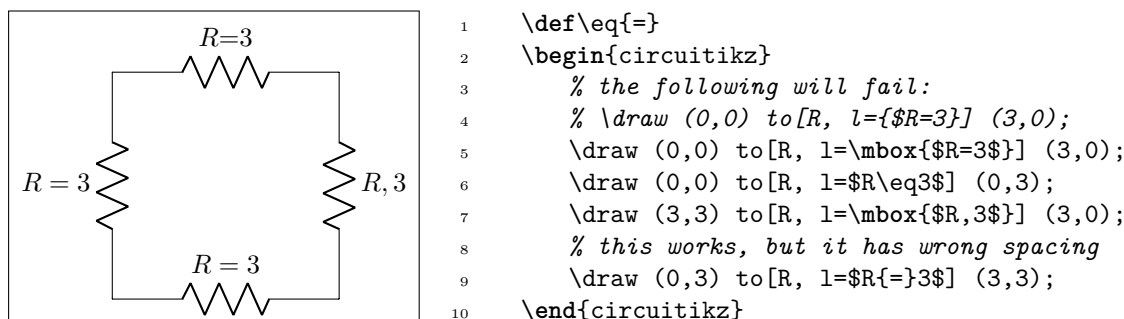 R=3
R = 3
R, 3
R = 3
1 \def\eq{=}
2 \begin{circuitikz}
3 % the following will fail:
4 % \draw (0,0) to[R, l={$R=3}] (3,0);
5 \draw (0,0) to[R, l=\mbox{$R=3$}] (3,0);
6 \draw (0,0) to[R, l=$R\eq3$] (0,3);
7 \draw (3,3) to[R, l=\mbox{$R,3$}] (3,0);
8 % this works, but it has wrong spacing
9 \draw (0,3) to[R, l=$R{=}3$] (3,3);
10 \end{circuitikz}